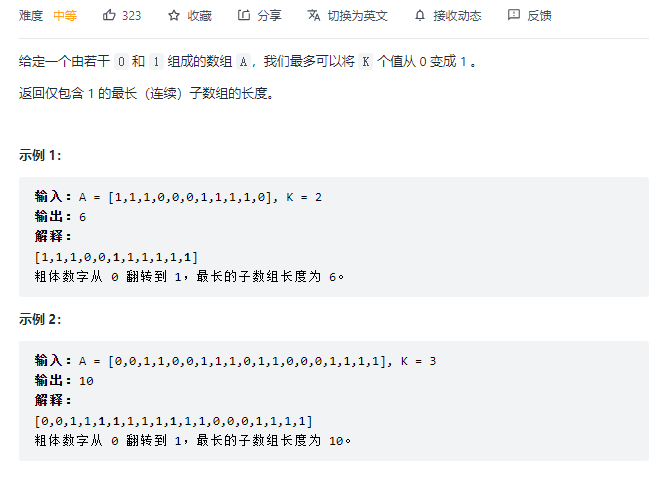 难度 中等 323 收藏 分享 切换为英文 接收动态 反馈
给定一个由若干 0 和 1 组成的数组 A，我们最多可以将 K 个值从 0 变成 1 。
返回仅包含 1 的最长（连续）子数组的长度。
示例 1：
输入：A = [1,1,1,0,0,0,1,1,1,1,0], K = 2
输出：6
解释：
[1,1,1,0,0,1,1,1,1,1,1]
粗体数字从 0 翻转到 1，最长的子数组长度为 6。
示例 2：
输入：A = [0,0,1,1,0,0,1,1,1,0,1,1,0,0,0,1,1,1,1], K = 3
输出：10
解释：
[0,0,1,1,1,1,1,1,1,1,1,1,0,0,0,1,1,1,1]
粗体数字从 0 翻转到 1，最长的子数组长度为 10。